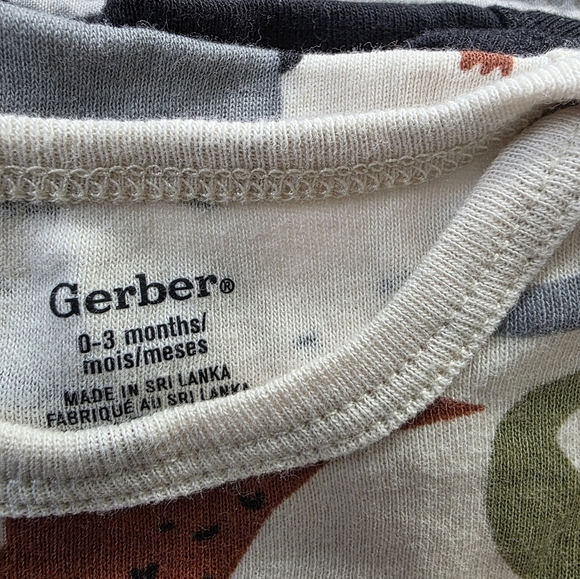 Gerber®
0-3 months/
mois/meses
MADE IN SRI LANKA
FABRIQUÉ AU SRI LANKA